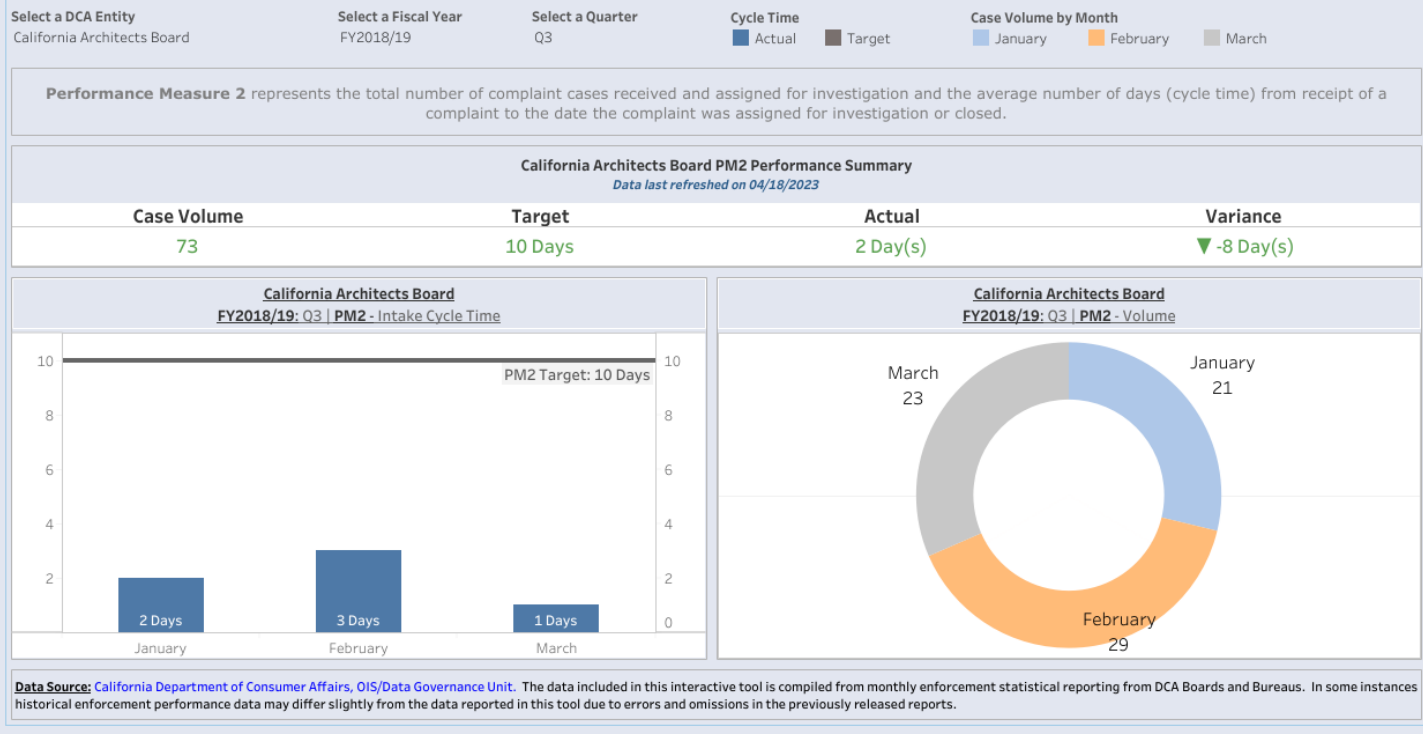 Select a DCA Entity
California Architects Board
Select a Fiscal Year
FY2018/19
Select a Quarter
Q3
Cycle Time
Actual
Target
Case Volume by Month
January
February
March
Performance Measure 2 represents the total number of complaint cases received and assigned for investigation and the average number of days (cycle time) from receipt of a
complaint to the date the complaint was assigned for investigation or closed.
California Architects Board PM2 Performance Summary
Data last refreshed on 04/18/2023
Case Volume Target Actual Variance
73 10 Days 2 Day(s) ▼ -8 Day(s)
California Architects Board
FY2018/19: Q3 | PM2 - Intake Cycle Time
10
8
6
4
2
PM2 Target: 10 Days
10
8
6
4
2
0
2 Days
3 Days
1 Days
January
February
March
California Architects Board
FY2018/19: Q3 | PM2 - Volume
March
23
January
21
February
29
Data Source: California Department of Consumer Affairs, OIS/Data Governance Unit. The data included in this interactive tool is compiled from monthly enforcement statistical reporting from DCA Boards and Bureaus. In some instances
historical enforcement performance data may differ slightly from the data reported in this tool due to errors and omissions in the previously released reports.